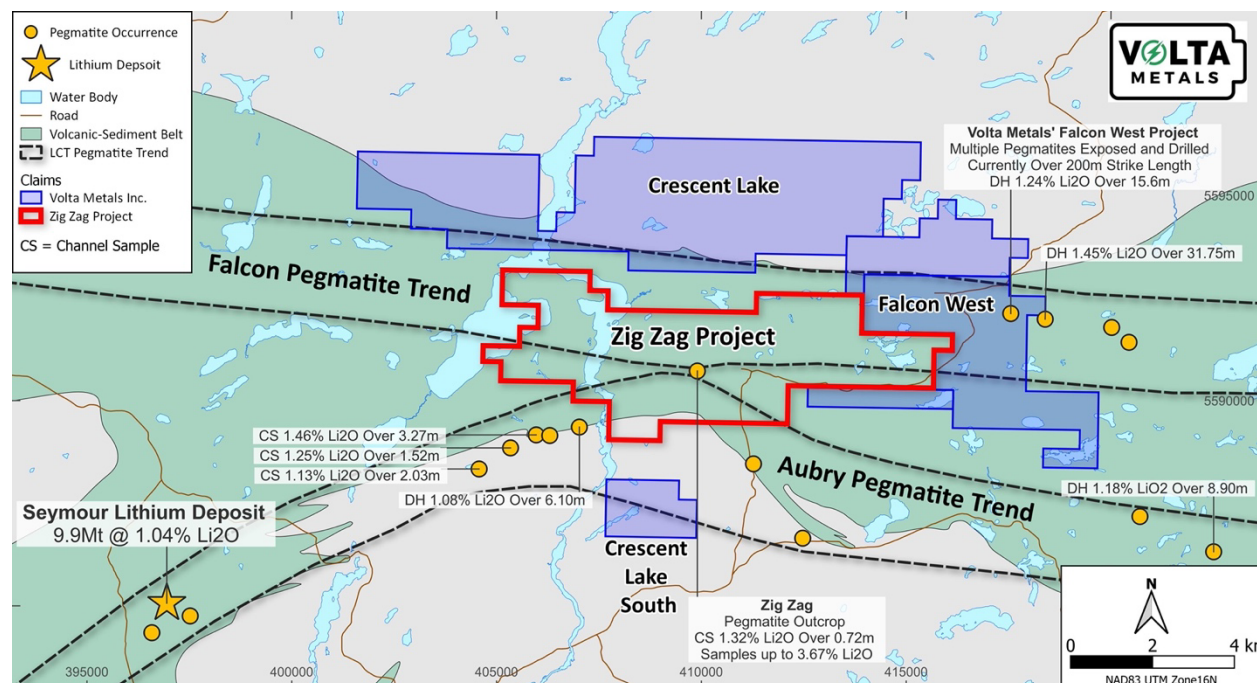 Pegmatite Occurrence
Lithium Depsoit
Water Body
Road
Volcanic-Sediment Belt
LCT Pegmatite Trend
Claims
Volta Metals Inc.
Zig Zag Project
CS = Channel Sample
VOLTA
METALS
Volta Metals' Falcon West Project
Multiple Pegmatites Exposed and Drilled
Currently Over 200m Strike Length
DH 1.24% Li2O Over 15.6m
Crescent Lake
5595000
DH 1.45% Li2O Over 31.75m
Falcon Pegmatite Trend
Falcon West
Zig Zag Project
5590000
CS 1.46% Li2O Over 3.27m
CS 1.25% Li2O Over 1.52m
CS 1.13% Li2O Over 2.03m
DH 1.08% Li2O Over 6.10m
Aubry Pegmatite Trend
DH 1.18% LiO2 Over 8.90m
Seymour Lithium Deposit
9.9Mt @ 1.04% Li2O
Crescent
Lake
South
Zig Zag
Pegmatite Outcrop
CS 1.32% Li2O Over 0.72m
Samples up to 3.67% Li2O
N
0 2 4 km
NAD83 UTM Zone16N
395000 400000 405000 410000 415000